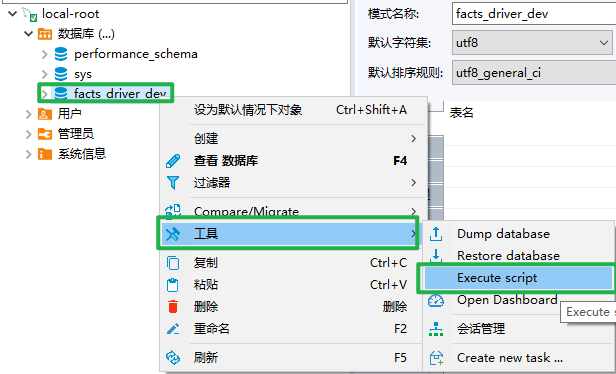 local-root
数据库 (...)
performance_schema
sys
facts_driver_dev
用户
管理员
系统信息
模式名称:
facts_driver_dev
默认字符集:
utf8
默认排序规则:
utf8_general_ci
表名
设为默认情况下对象 Ctrl+Shift+A
创建
查看 数据库 F4
过滤器
Compare/Migrate
工具
复制 Ctrl+C
粘贴 Ctrl+V
删除 删除
重命名 F2
刷新 F5
Dump database
Restore database
Execute script
Open Dashboard
Execute s
会话管理
Create new task ...